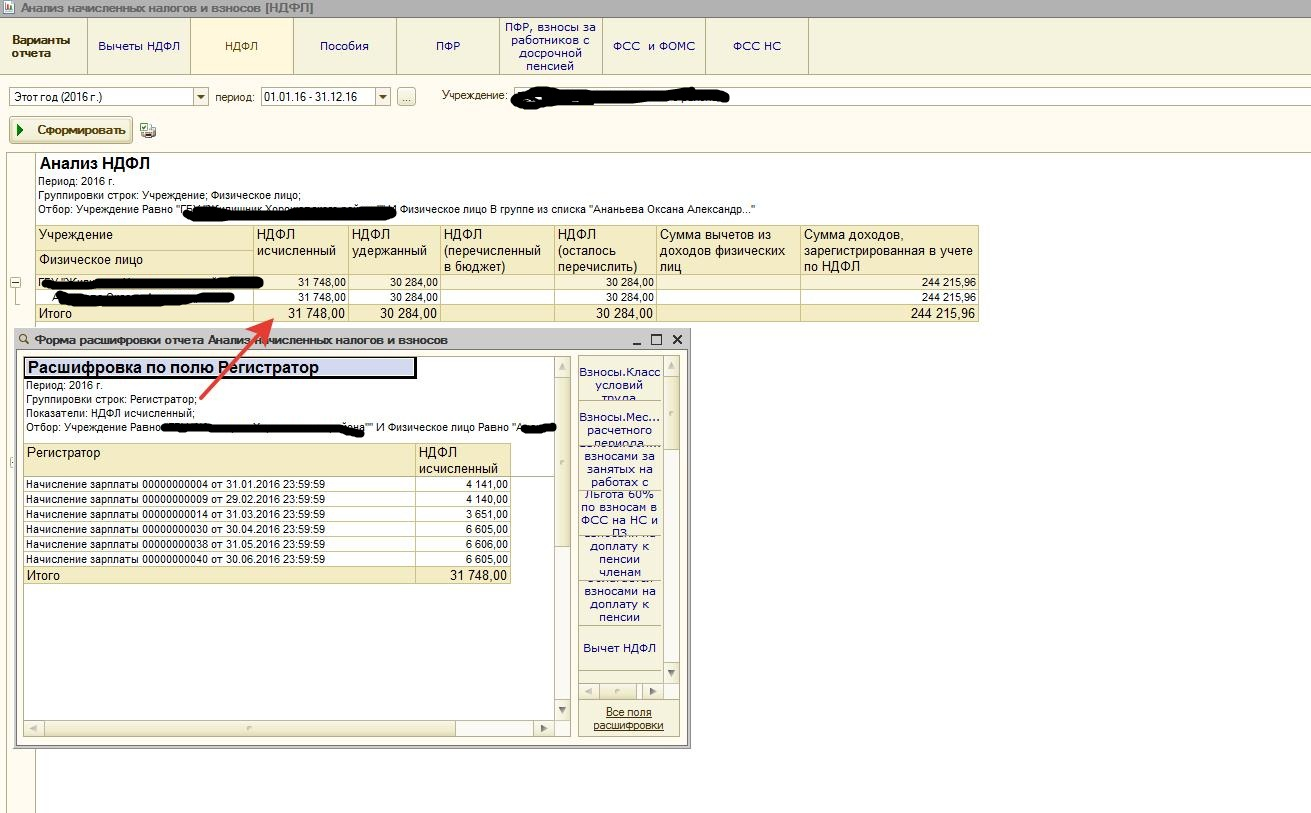 Анализ начисленных налогов и взносов [НДФЛ]
Варианты отчета
Вычеты НДФЛ
НДФЛ
Пособия
ПФР
ПФР, взносы за работников с досрочной пенсией
ФСС и ФОМС
ФСС НС
Этот год (2016 г.) период: 01.01.16 - 31.12.16 ... Учреждение:
Сформировать
Анализ НДФЛ
Период: 2016 г.
Группировки строк: Учреждение; Физическое лицо;
Отбор: Учреждение Равно И Физическое лицо В группе из списка "Ананьева Оксана Александр..."
Учреждение
Физическое лицо
НДФЛ исчисленный
НДФЛ удержанный
НДФЛ (перечисленный в бюджет)
НДФЛ (осталось перечислить)
Сумма вычетов из доходов физических лиц
Сумма доходов, зарегистрированная в учете по НДФЛ
31 748,00 30 284,00 30 284,00 244 215,96
31 748,00 30 284,00 30 284,00 244 215,96
Итого 31 748,00 30 284,00 30 284,00 244 215,96
Форма расшифровки отчета Анализ начисленных налогов и взносов
Расшифровка по полю Регистратор
Период: 2016 г.
Группировки строк: Регистратор;
Показатели: НДФЛ исчисленный;
Отбор: Учреждение Равно И Физическое лицо Равно
Регистратор НДФЛ исчисленный
Начисление зарплаты 00000000004 от 31.01.2016 23:59:59 4 141,00
Начисление зарплаты 00000000009 от 29.02.2016 23:59:59 4 140,00
Начисление зарплаты 00000000014 от 31.03.2016 23:59:59 3 651,00
Начисление зарплаты 00000000030 от 30.04.2016 23:59:59 6 605,00
Начисление зарплаты 00000000038 от 31.05.2016 23:59:59 6 606,00
Начисление зарплаты 00000000040 от 30.06.2016 23:59:59 6 605,00
Итого 31 748,00
Взносы.Класс
условий
труда
Взносы.Мес...
расчетного
периода
взносами за
занятых на
работах с
Льгота 60%
по взносам в
ФСС на НС и
ПЗ
доплату к
пенсии
членам
взносами на
доплату к
пенсии
Вычет НДФЛ
Все поля
расшифровки